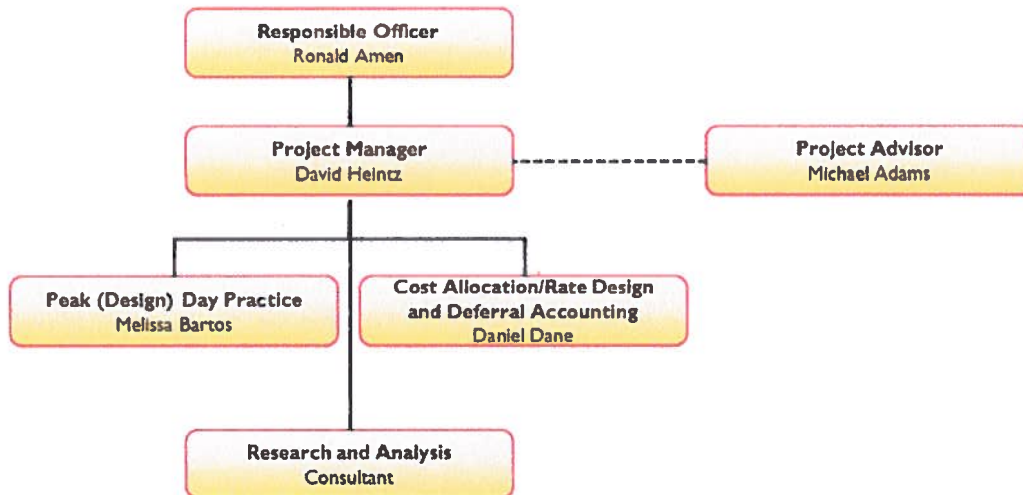 Responsible Officer
Ronald Amen
Project Manager
David Heintz
Project Advisor
Michael Adams
Peak (Design) Day Practice
Melissa Bartos
Cost Allocation/Rate Design
and Deferral Accounting
Daniel Dane
Research and Analysis
Consultant